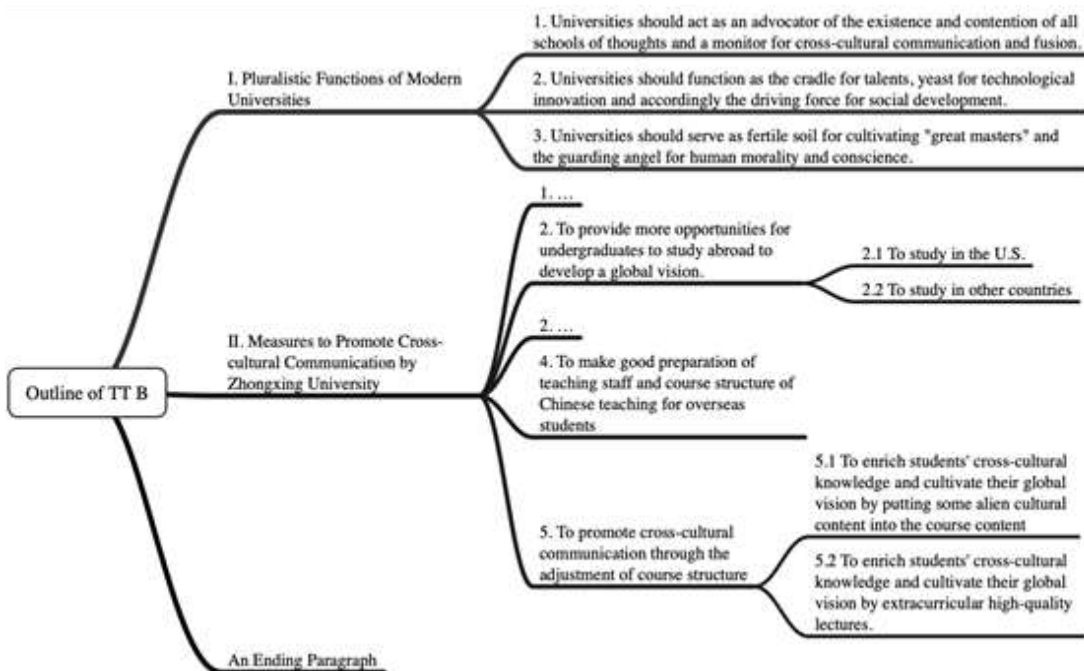 1. Universities should act as an advocator of the existence and contention of all
schools of thoughts and a monitor for cross-cultural communication and fusion.
I. Pluralistic Functions of Modern
Universities
2. Universities should function as the cradle for talents, yeast for technological
innovation and accordingly the driving force for social development.
3. Universities should serve as fertile soil for cultivating "great masters" and
the guarding angel for human morality and conscience.
Outline of TT B
II. Measures to Promote Cross-
cultural Communication by
Zhongxing University
1. ...
2. To provide more opportunities for
undergraduates to study abroad to
develop a global vision.
2.1 To study in the U.S.
2.2 To study in other countries
2. ...
4. To make good preparation of
teaching staff and course structure of
Chinese teaching for overseas
students
5. To promote cross-cultural
communication through the
adjustment of course structure
5.1 To enrich students' cross-cultural
knowledge and cultivate their global
vision by putting some alien cultural
content into the course content
5.2 To enrich students' cross-cultural
knowledge and cultivate their global
vision by extracurricular high-quality
lectures.
An Ending Paragraph